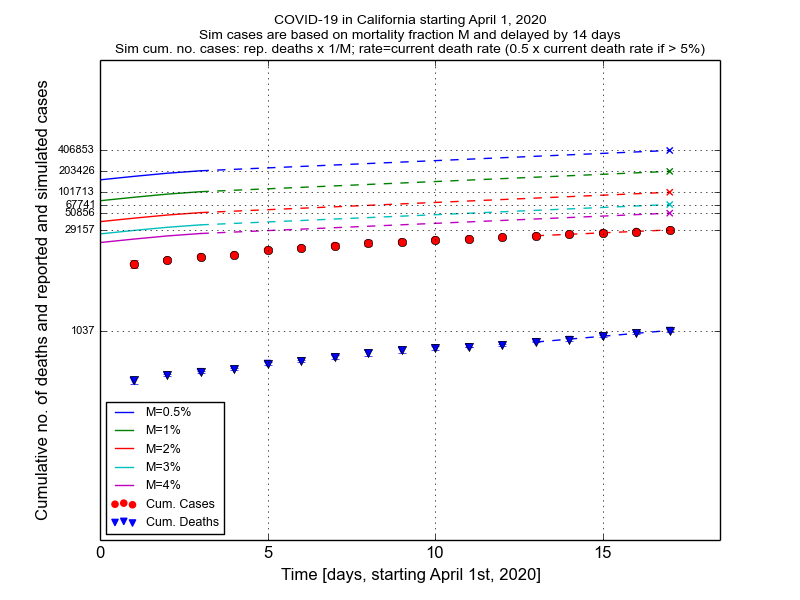 COVID-19 in California starting April 1, 2020
Sim cases are based on mortality fraction M and delayed by 14 days
Sim cum. no. cases: rep. deaths x 1/M; rate=current death rate (0.5 x current death rate if > 5%)
Cumulative no. of deaths and reported and simulated cases
406853
203426
101713
67741
50856
29157
1037
M=0.5%
M=1%
M=2%
M=3%
M=4%
Cum. Cases
Cum. Deaths
0 5 10 15
Time [days, starting April 1st, 2020]